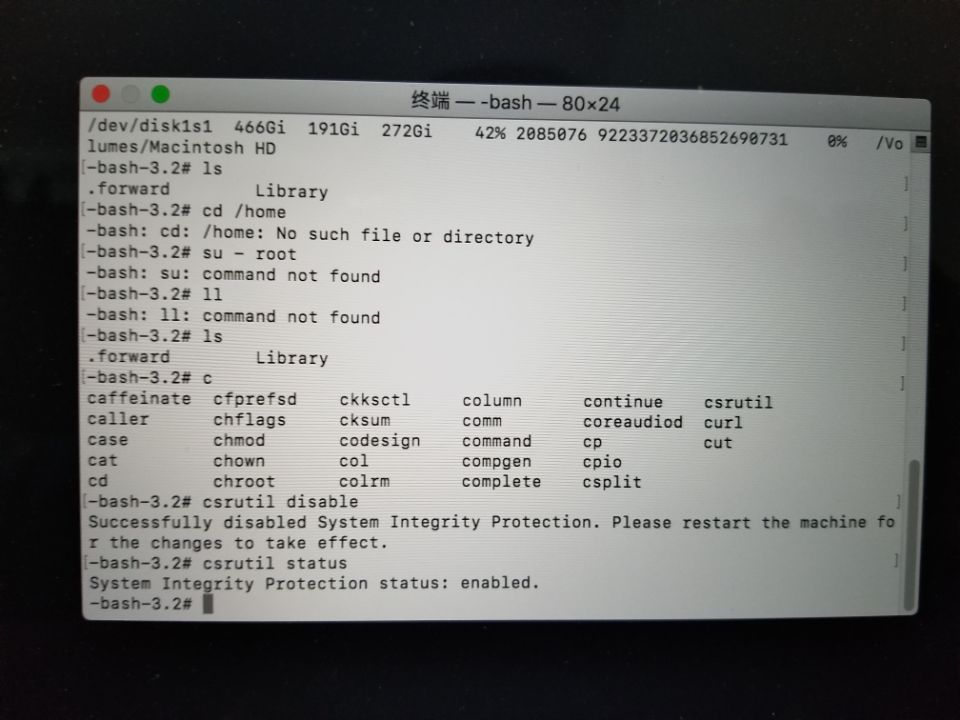 终端 — -bash — 80×24
/dev/disk1s1 466Gi 191Gi 272Gi 42% 2085076 9223372036852690731 0% /Vo
lumes/Macintosh HD
[-bash-3.2# ls ]
.forward Library
[-bash-3.2# cd /home ]
-bash: cd: /home: No such file or directory
[-bash-3.2# su - root ]
-bash: su: command not found
[-bash-3.2# ll ]
-bash: ll: command not found
[-bash-3.2# ls ]
.forward Library
[-bash-3.2# c ]
caffeinate cfprefsd ckksctl column continue csrutil
caller chflags cksum comm coreaudiod curl
case chmod codesign command cp cut
cat chown col compgen cpio
cd chroot colrm complete csplit
[-bash-3.2# csrutil disable ]
Successfully disabled System Integrity Protection. Please restart the machine fo
r the changes to take effect.
[-bash-3.2# csrutil status ]
System Integrity Protection status: enabled.
-bash-3.2#